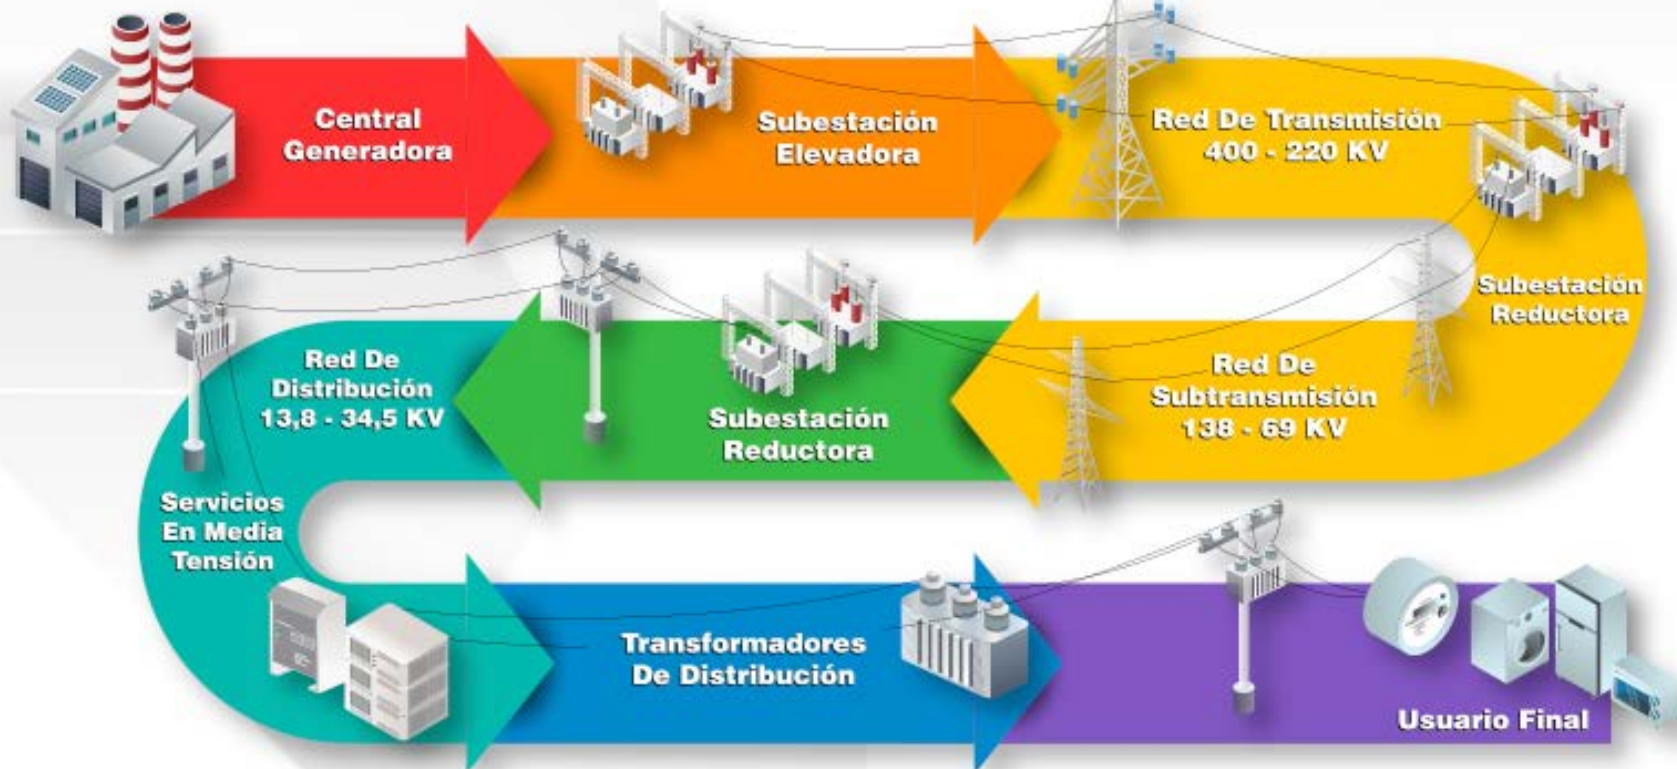 Central
Generadora
Subestación
Elevadora
Red De Transmisión
400 - 220 KV
Subestación
Reductora
Red De
Subtransmisión
138 - 69 KV
Subestación
Reductora
Red De
Distribución
13,8 - 34,5 KV
Servicios
En Media
Tensión
Transformadores
De Distribución
Usuario Final